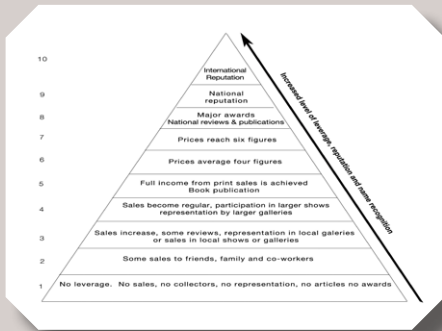 10
International
Reputation
9
National
reputation
8
Major awards
National reviews & publications
7
Prices reach six figures
6
Prices average four figures
5
Full income from print sales is achieved
Book publication
4
Sales become regular, participation in larger shows
representation by larger galleries
3
Sales increase, some reviews, representation in local galeries
or sales in local shows or galleries
2
Some sales to friends, family and co-workers
1
No leverage. No sales, no collectors, no representation, no articles no awards
Increased level of leverage, reputation and name recognition